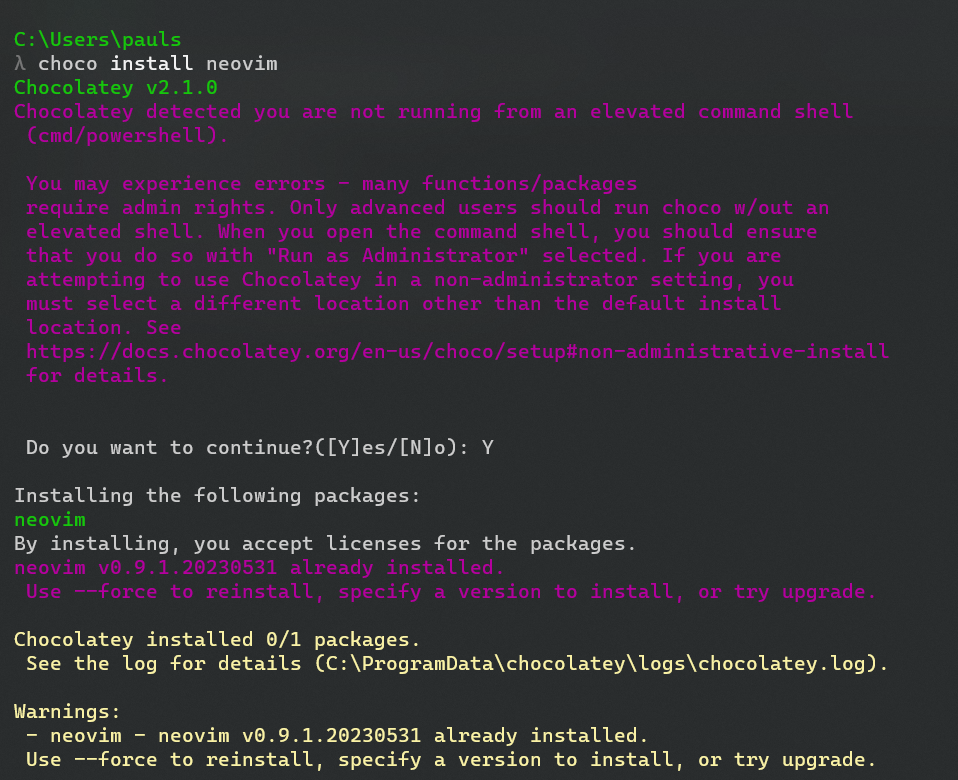 C:\Users\pauls
λ choco install neovim
Chocolatey v2.1.0
Chocolatey detected you are not running from an elevated command shell
(cmd/powershell).
You may experience errors - many functions/packages
require admin rights. Only advanced users should run choco w/out an
elevated shell. When you open the command shell, you should ensure
that you do so with "Run as Administrator" selected. If you are
attempting to use Chocolatey in a non-administrator setting, you
must select a different location other than the default install
location. See
https://docs.chocolatey.org/en-us/choco/setup#non-administrative-install
for details.
Do you want to continue?([Y]es/[N]o): Y
Installing the following packages:
neovim
By installing, you accept licenses for the packages.
neovim v0.9.1.20230531 already installed.
Use --force to reinstall, specify a version to install, or try upgrade.
Chocolatey installed 0/1 packages.
See the log for details (C:\ProgramData\chocolatey\logs\chocolatey.log).
Warnings:
- neovim - neovim v0.9.1.20230531 already installed.
Use --force to reinstall, specify a version to install, or try upgrade.